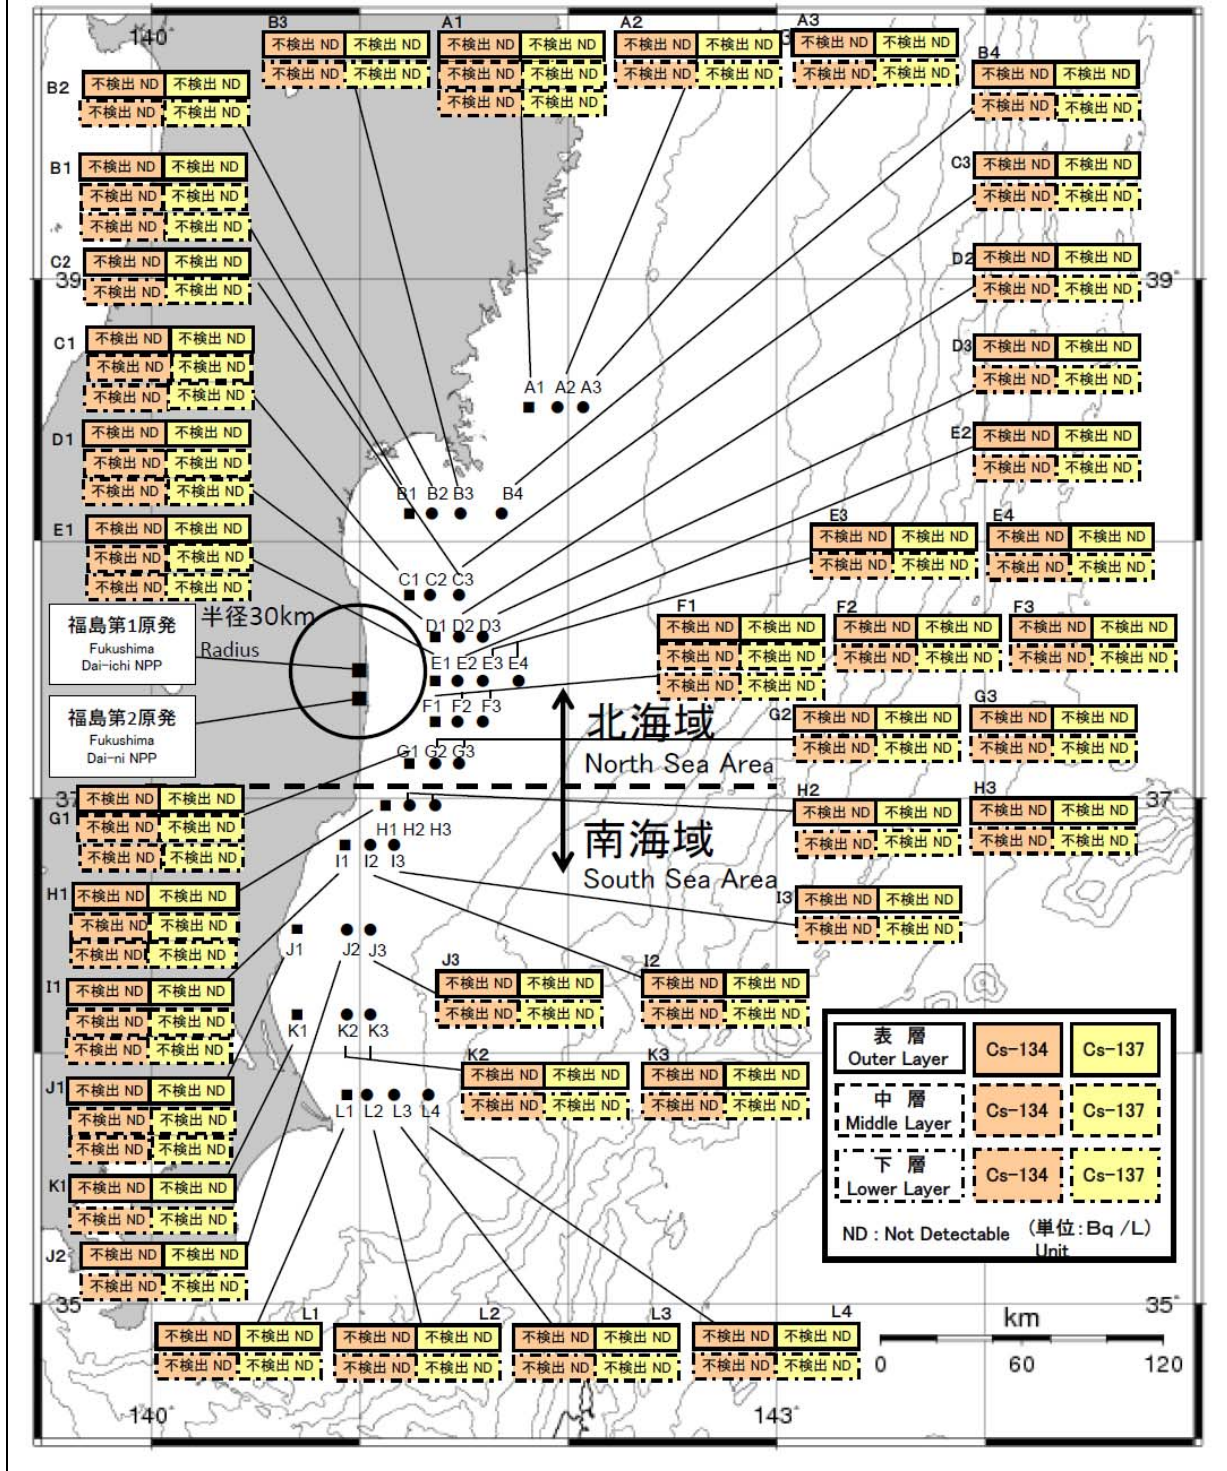 140°
B3
不検出 ND 不検出 ND
不検出 ND 不検出 ND
A1
不検出 ND 不検出 ND
不検出 ND 不検出 ND
不検出 ND 不検出 ND
A2
不検出 ND 不検出 ND
不検出 ND 不検出 ND
A3
不検出 ND 不検出 ND
不検出 ND 不検出 ND
B4
不検出 ND 不検出 ND
不検出 ND 不検出 ND
B2
不検出 ND 不検出 ND
不検出 ND 不検出 ND
B1
不検出 ND 不検出 ND
不検出 ND 不検出 ND
不検出 ND 不検出 ND
C3
不検出 ND 不検出 ND
不検出 ND 不検出 ND
C2
不検出 ND 不検出 ND
不検出 ND 不検出 ND
39
D2
不検出 ND 不検出 ND
不検出 ND 不検出 ND
39°
C1
不検出 ND 不検出 ND
不検出 ND 不検出 ND
不検出 ND 不検出 ND
D3
不検出 ND 不検出 ND
不検出 ND 不検出 ND
A1 A2 A3
D1
不検出 ND 不検出 ND
不検出 ND 不検出 ND
不検出 ND 不検出 ND
E2
不検出 ND 不検出 ND
不検出 ND 不検出 ND
B1 B2 B3 B4
E1
不検出 ND 不検出 ND
不検出 ND 不検出 ND
不検出 ND 不検出 ND
E3
不検出 ND 不検出 ND
不検出 ND 不検出 ND
E4
不検出 ND 不検出 ND
不検出 ND 不検出 ND
C1 C2 C3
福島第1原発
Fukushima
Dai-ichi NPP
半径30km
Radius
D1 D2 D3
E1 E2 E3 E4
F1
不検出 ND 不検出 ND
不検出 ND 不検出 ND
不検出 ND 不検出 ND
F2
不検出 ND 不検出 ND
不検出 ND 不検出 ND
F3
不検出 ND 不検出 ND
不検出 ND 不検出 ND
福島第2原発
Fukushima
Dai-ni NPP
F1 F2 F3
G1 G2 G3
北海域
North Sea Area
G2
不検出 ND 不検出 ND
不検出 ND 不検出 ND
G3
不検出 ND 不検出 ND
不検出 ND 不検出 ND
37
G1
不検出 ND 不検出 ND
不検出 ND 不検出 ND
不検出 ND 不検出 ND
H1 H2 H3
I1 I2 I3
南海域
South Sea Area
H2
不検出 ND 不検出 ND
不検出 ND 不検出 ND
H3
不検出 ND 不検出 ND
不検出 ND 不検出 ND
37°
H1
不検出 ND 不検出 ND
不検出 ND 不検出 ND
不検出 ND 不検出 ND
I3
不検出 ND 不検出 ND
不検出 ND 不検出 ND
J1 J2 J3
I1
不検出 ND 不検出 ND
不検出 ND 不検出 ND
不検出 ND 不検出 ND
J3
不検出 ND 不検出 ND
不検出 ND 不検出 ND
I2
不検出 ND 不検出 ND
不検出 ND 不検出 ND
K1 K2 K3
J1
不検出 ND 不検出 ND
不検出 ND 不検出 ND
不検出 ND 不検出 ND
K2
不検出 ND 不検出 ND
不検出 ND 不検出 ND
K3
不検出 ND 不検出 ND
不検出 ND 不検出 ND
L1 L2 L3 L4
K1
不検出 ND 不検出 ND
不検出 ND 不検出 ND
J2
不検出 ND 不検出 ND
不検出 ND 不検出 ND
表 層
Outer Layer
Cs-134 Cs-137
中 層
Middle Layer
Cs-134 Cs-137
下 層
Lower Layer
Cs-134 Cs-137
ND : Not Detectable (単位:Bq /L)
Unit
35
35°
L1
不検出 ND 不検出 ND
不検出 ND 不検出 ND
L2
不検出 ND 不検出 ND
不検出 ND 不検出 ND
L3
不検出 ND 不検出 ND
不検出 ND 不検出 ND
L4
不検出 ND 不検出 ND
不検出 ND 不検出 ND
km
0 60 120
140°
143°